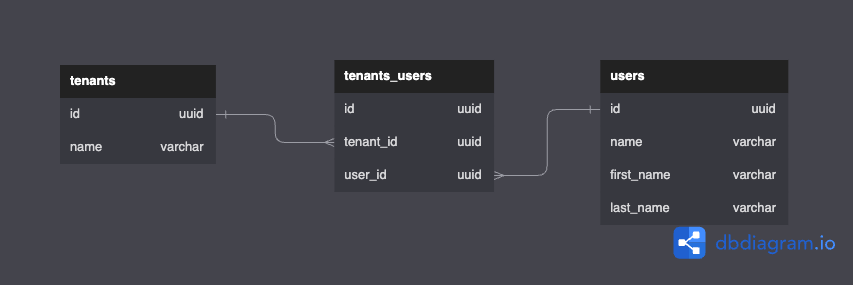 tenants
id uuid
name varchar
tenants_users
id uuid
tenant_id uuid
user_id uuid
users
id uuid
name varchar
first_name varchar
last_name varchar
dbdiagram.io